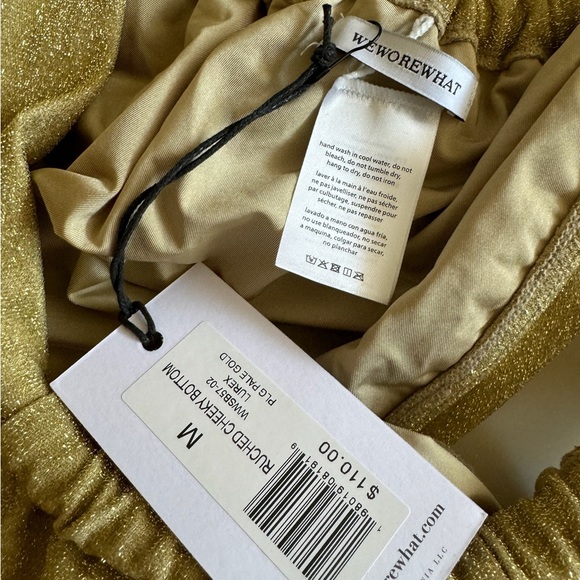 WEWOREWHAT
hand wash in cool water, do not
bleach, do not tumble dry,
hang to dry, do not iron
laver à la main à l'eau froide,
ne pas javelliser, ne pas sécher
par culbutage, suspendre pour
sécher, ne pas repasser
lavado a mano con agua fría,
no use blanqueador, no secar
a maquina, colgar para secar,
no planchar
M
RUCHED CHEEKY BOTTOM
WWSB57-02
LUREX
PLG PALE GOLD
$110.00
LLC